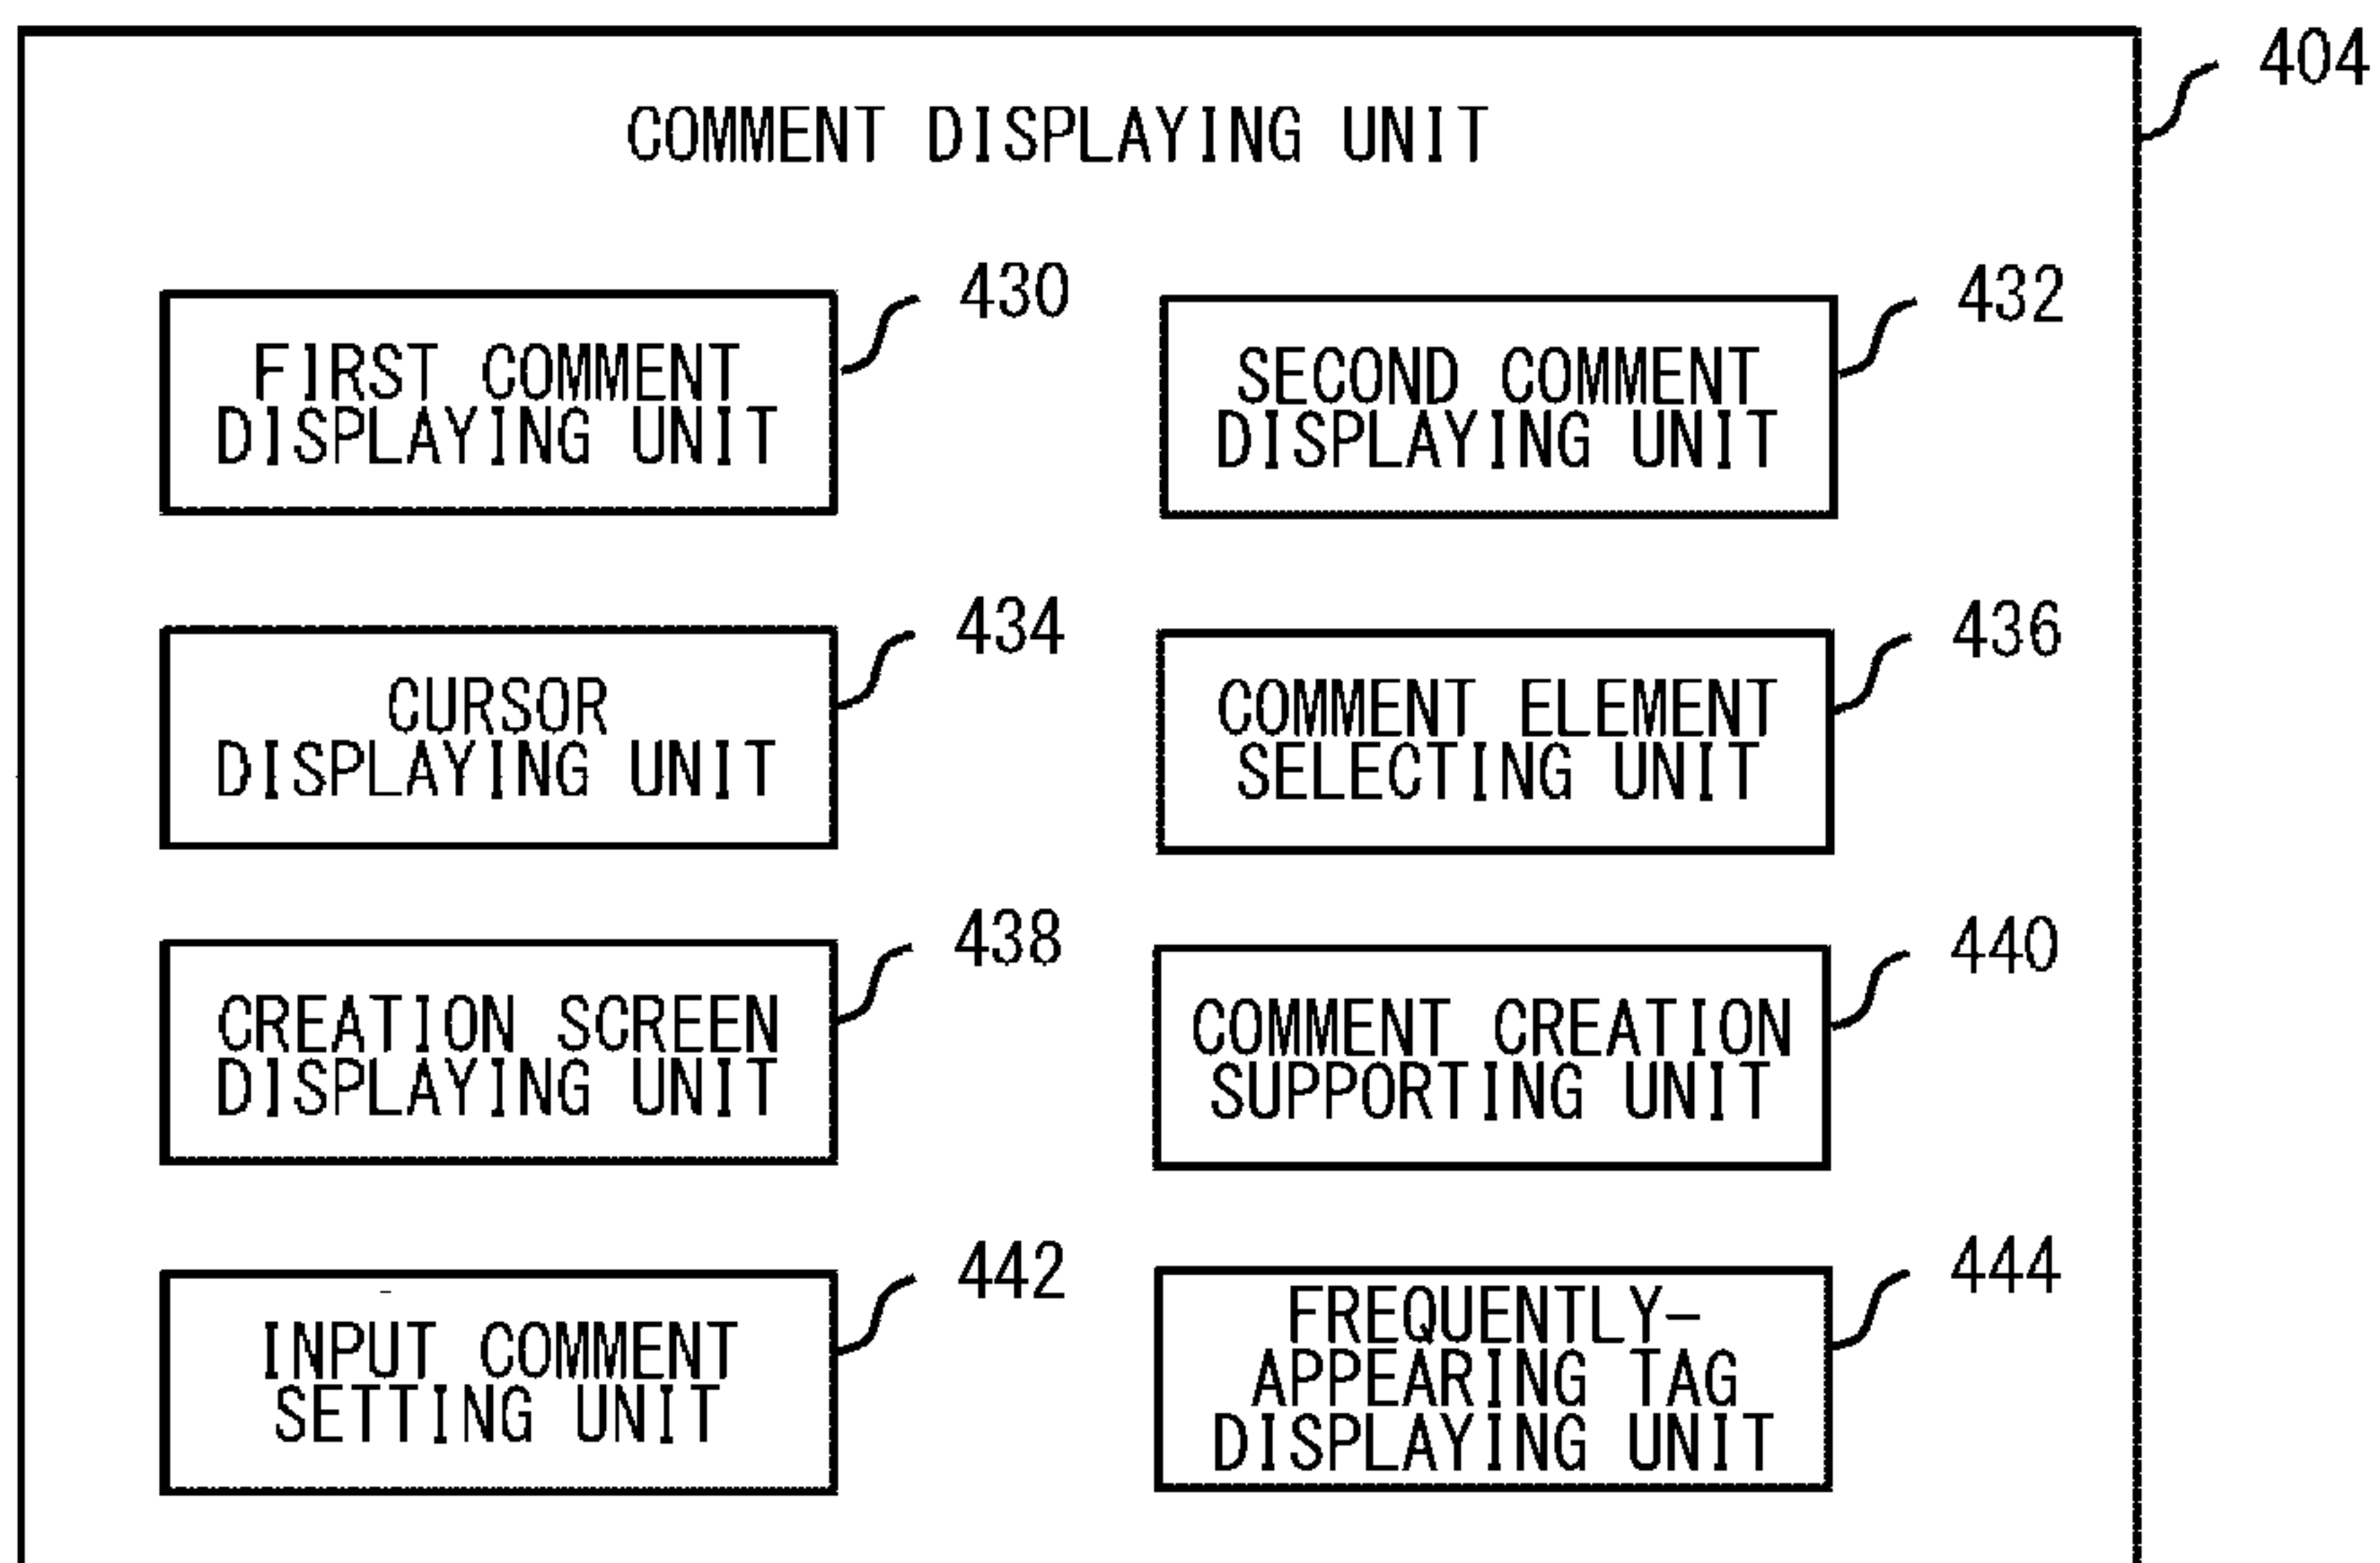 404
COMMENT DISPLAYING UNIT
430
FIRST COMMENT
DISPLAYING UNIT
432
SECOND COMMENT
DISPLAYING UNIT
434
CURSOR
DISPLAYING UNIT
436
COMMENT ELEMENT
SELECTING UNIT
438
CREATION SCREEN
DISPLAYING UNIT
440
COMMENT CREATION
SUPPORTING UNIT
442
INPUT COMMENT
SETTING UNIT
444
FREQUENTLY-
APPEARING TAG
DISPLAYING UNIT